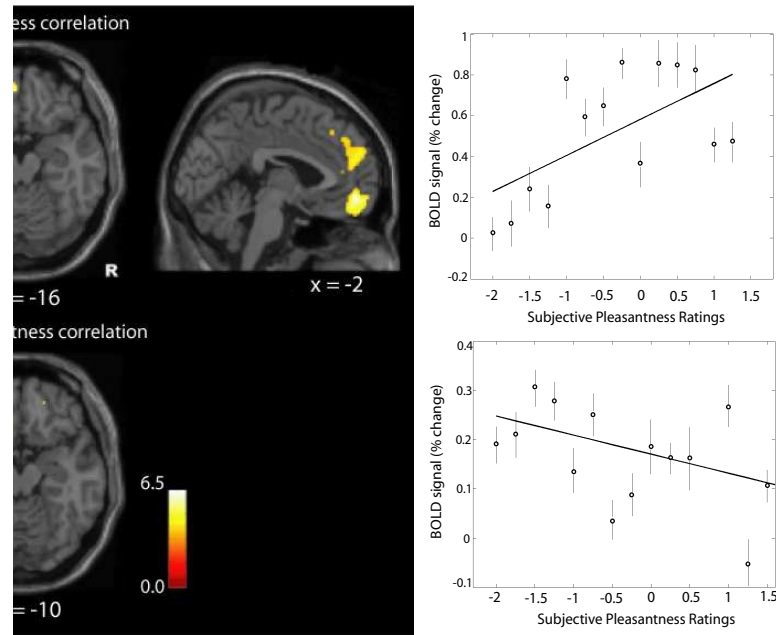 ess correlation
R
= -16
x = -2
tness correlation
6.5
0.0
= -10
1
0.8
0.6
0.4
0.2
0
-0.2
BOLD signal (% change)
-2 -1.5 -1 -0.5 0 0.5 1 1.5
Subjective Pleasantness Ratings
0.4
0.3
0.2
0.1
0
-0.1
BOLD signal (% change)
-2 -1.5 -1 -0.5 0 0.5 1 1.5
Subjective Pleasantness Ratings